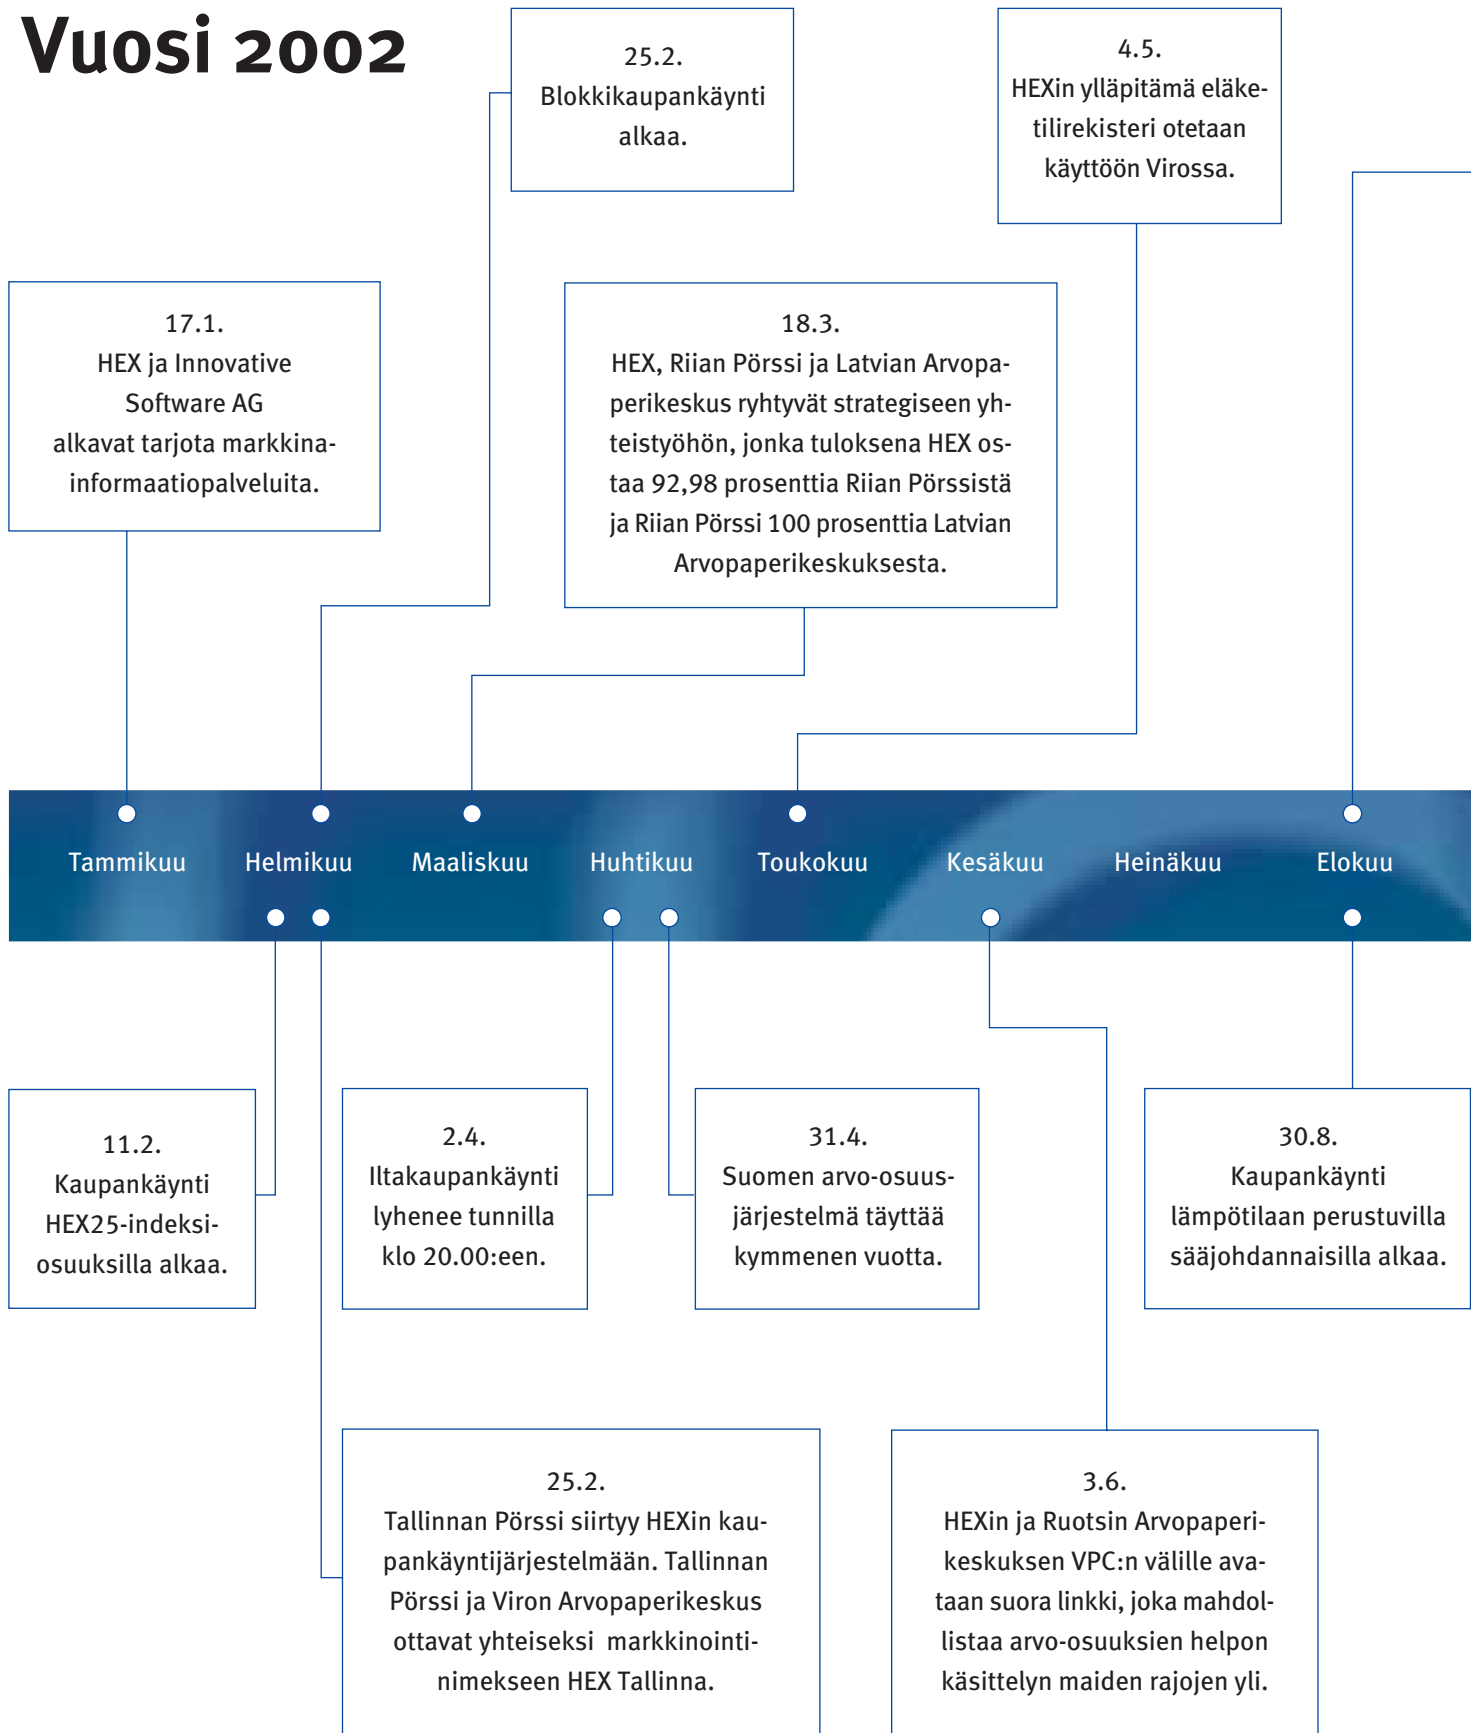 Vuosi 2002
25.2.
Blokkikaupankäynti
alkaa.
4.5.
HEXin ylläpitämä eläke-
tilirekisteri otetaan
käyttöön Virossa.
17.1.
HEX ja Innovative
Software AG
alkavat tarjota markkina-
informaatiopalveluita.
18.3.
HEX, Riian Pörssi ja Latvian Arvopa-
perikeskus ryhtyvät strategiseen yh-
teistyöhön, jonka tuloksena HEX os-
taa 92,98 prosenttia Riian Pörssistä
ja Riian Pörssi 100 prosenttia Latvian
Arvopaperikeskuksesta.
Tammikuu Helmikuu Maaliskuu Huhtikuu Toukokuu Kesäkuu Heinäkuu Elokuu
11.2.
Kaupankäynti
HEX25-indeksi-
osuuksilla alkaa.
2.4.
Iltakaupankäynti
lyhenee tunnilla
klo 20.00:een.
31.4.
Suomen arvo-osuus-
järjestelmä täyttää
kymmenen vuotta.
30.8.
Kaupankäynti
lämpötilaan perustuvilla
sääjohdannaisilla alkaa.
25.2.
Tallinnan Pörssi siirtyy HEXin kau-
pankäyntijärjestelmään. Tallinnan
Pörssi ja Viron Arvopaperikeskus
ottavat yhteiseksi markkinointi-
nimekseen HEX Tallinna.
3.6.
HEXin ja Ruotsin Arvopaperi-
keskuksen VPC:n välille ava-
taan suora linkki, joka mahdol-
listaa arvo-osuuksien helpon
käsittelyn maiden rajojen yli.